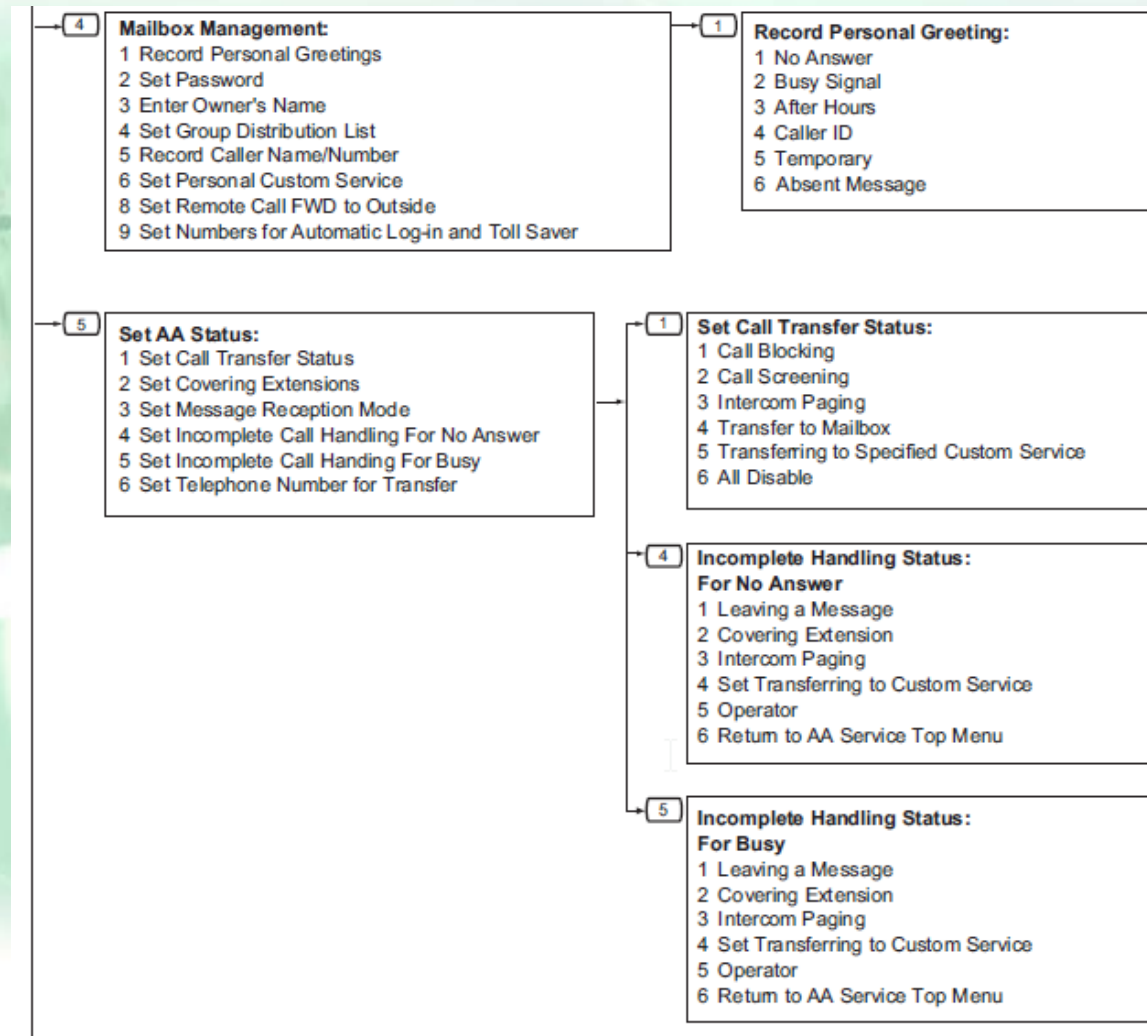 4
Mailbox Management:
1 Record Personal Greetings
2 Set Password
3 Enter Owner's Name
4 Set Group Distribution List
5 Record Caller Name/Number
6 Set Personal Custom Service
8 Set Remote Call FWD to Outside
9 Set Numbers for Automatic Log-in and Toll Saver
1
Record Personal Greeting:
1 No Answer
2 Busy Signal
3 After Hours
4 Caller ID
5 Temporary
6 Absent Message
5
Set AA Status:
1 Set Call Transfer Status
2 Set Covering Extensions
3 Set Message Reception Mode
4 Set Incomplete Call Handling For No Answer
5 Set Incomplete Call Handing For Busy
6 Set Telephone Number for Transfer
1
Set Call Transfer Status:
1 Call Blocking
2 Call Screening
3 Intercom Paging
4 Transfer to Mailbox
5 Transferring to Specified Custom Service
6 All Disable
4
Incomplete Handling Status:
For No Answer
1 Leaving a Message
2 Covering Extension
3 Intercom Paging
4 Set Transferring to Custom Service
5 Operator
6 Return to AA Service Top Menu
5
Incomplete Handling Status:
For Busy
1 Leaving a Message
2 Covering Extension
3 Intercom Paging
4 Set Transferring to Custom Service
5 Operator
6 Return to AA Service Top Menu